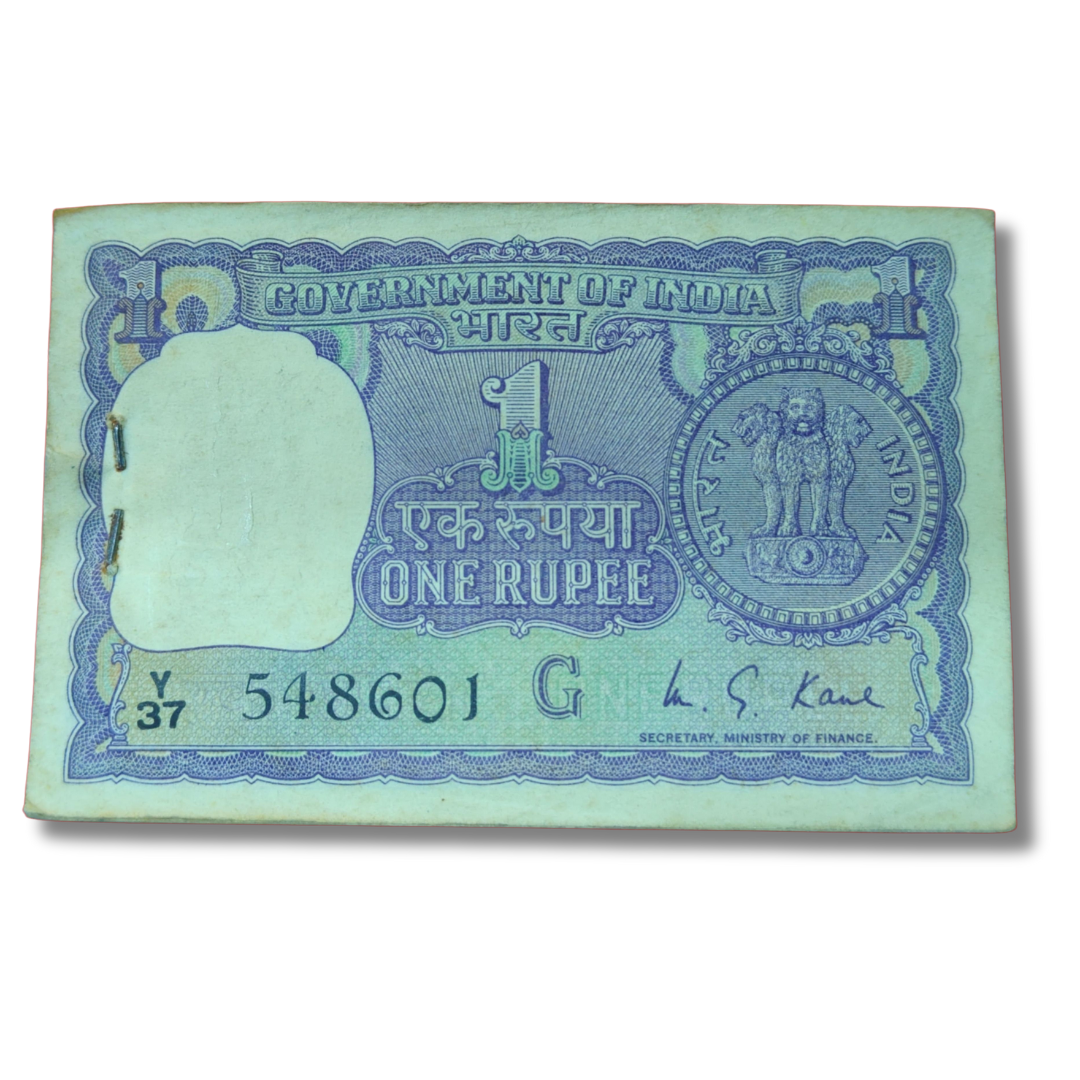 1 GOVERNMENT OF INDIA 1
भारत
1
भारत INDIA
एक रुपया
ONE RUPEE
Y
37 548601 G
M. G. Kaul
SECRETARY, MINISTRY OF FINANCE.